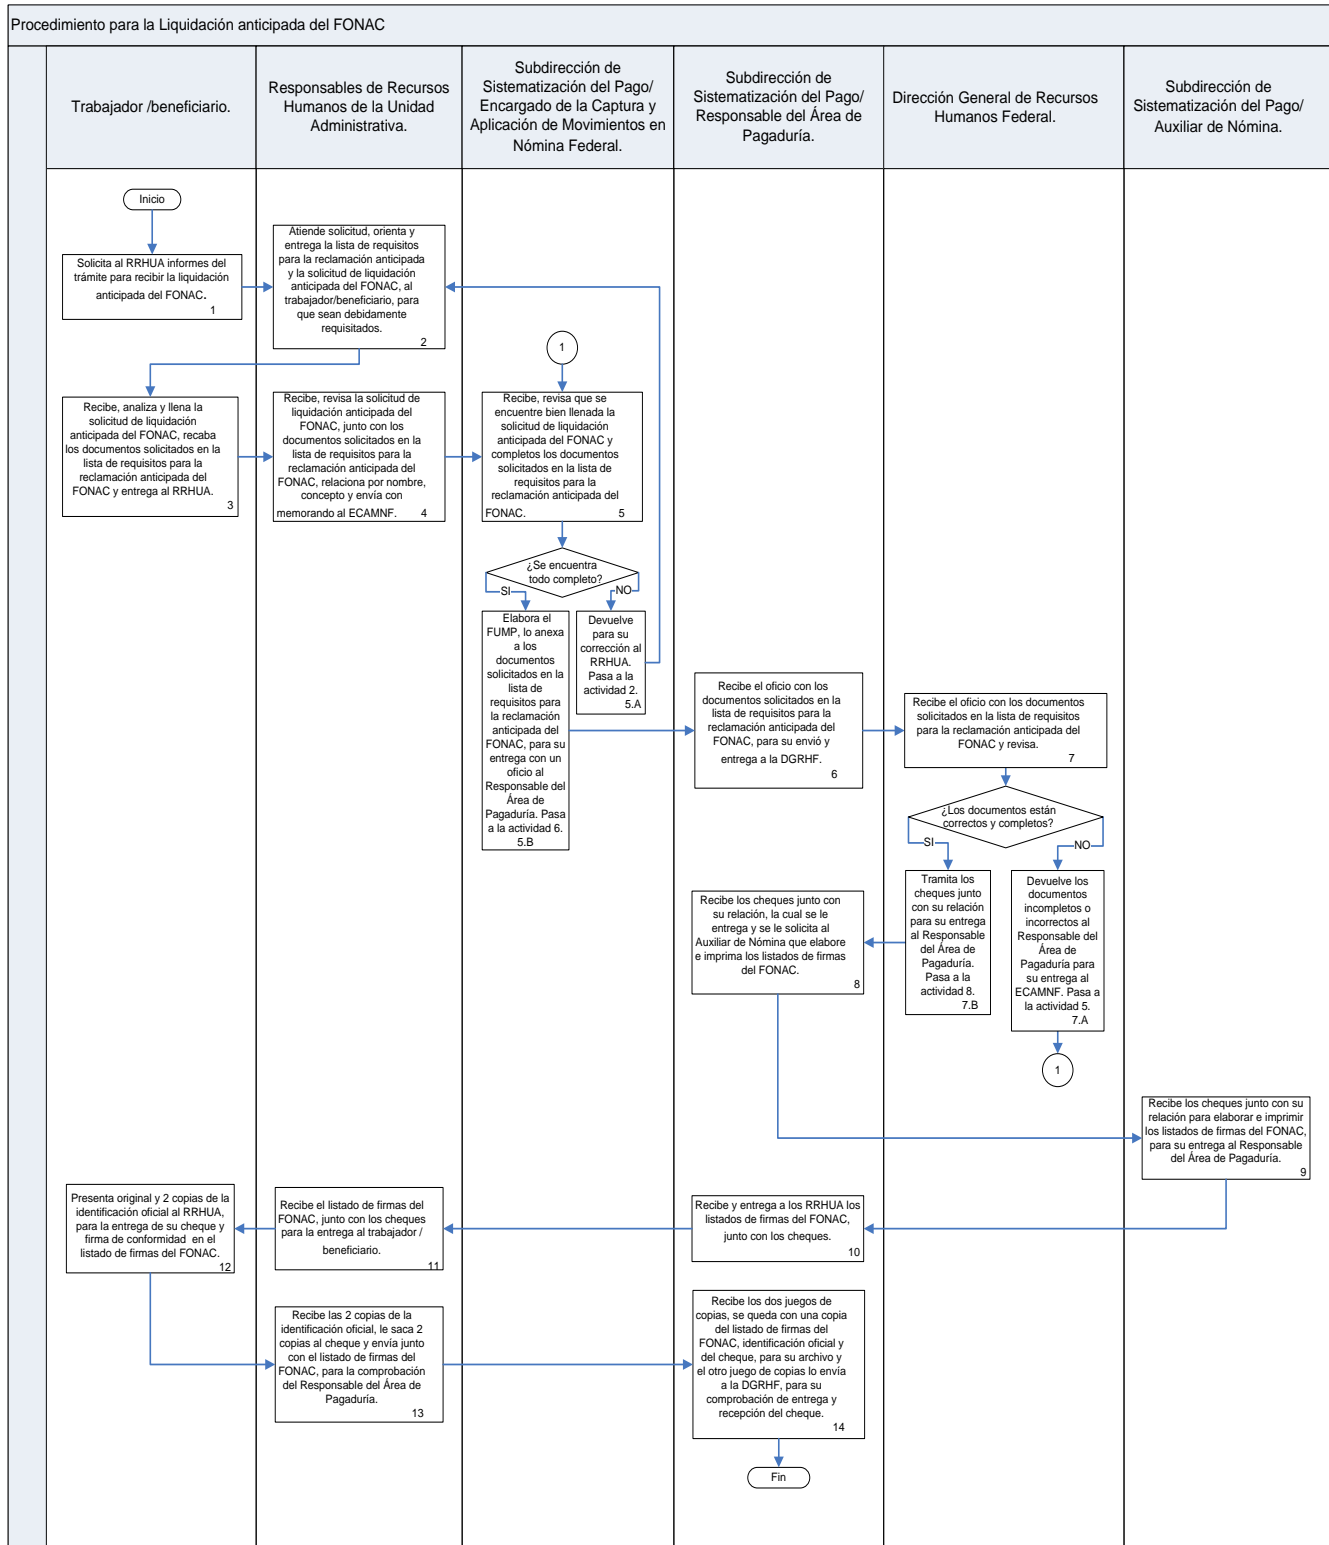 Procedimiento para la Liquidación anticipada del FONAC
Trabajador /beneficiario.
Responsables de Recursos
Humanos de la Unidad
Administrativa.
Subdirección de
Sistematización del Pago/
Encargado de la Captura y
Aplicación de Movimientos en
Nómina Federal.
Subdirección de
Sistematización del Pago/
Responsable del Área de
Pagaduría.
Dirección General de Recursos
Humanos Federal.
Subdirección de
Sistematización del Pago/
Auxiliar de Nómina.
Inicio
Solicita al RRHUA informes del
trámite para recibir la liquidación
anticipada del FONAC.
1
Atiende solicitud, orienta y
entrega la lista de requisitos
para la reclamación anticipada
y la solicitud de liquidación
anticipada del FONAC, al
trabajador/beneficiario, para
que sean debidamente
requisitados.
2
Recibe, analiza y llena la
solicitud de liquidación
anticipada del FONAC, recaba
los documentos solicitados en la
lista de requisitos para la
reclamación anticipada del
FONAC y entrega al RRHUA.
3
Recibe, revisa la solicitud de
liquidación anticipada del
FONAC, junto con los
documentos solicitados en la
lista de requisitos para la
reclamación anticipada del
FONAC, relaciona por nombre,
concepto y envía con
memorando al ECAMNF.
4
1
Recibe, revisa que se
encuentre bien llenada la
solicitud de liquidación
anticipada del FONAC y
completos los documentos
solicitados en la lista de
requisitos para la
reclamación anticipada del
FONAC.
5
¿Se encuentra
todo completo?
SI
NO
Elabora el
FUMP, lo anexa
a los
documentos
solicitados en la
lista de
requisitos para
la reclamación
anticipada del
FONAC, para su
entrega con un
oficio al
Responsable del
Área de
Pagaduría. Pasa
a la actividad 6.
5.B
Devuelve
para su
corrección al
RRHUA.
Pasa a la
actividad 2.
5.A
Recibe el oficio con los
documentos solicitados en la
lista de requisitos para la
reclamación anticipada del
FONAC, para su envió y
entrega a la DGRHF.
6
Recibe el oficio con los documentos
solicitados en la lista de requisitos
para la reclamación anticipada del
FONAC y revisa.
7
¿Los documentos están
correctos y completos?
SI
NO
Tramita los
cheques junto
con su relación
para su entrega
al Responsable
del Área de
Pagaduría.
Pasa a la
actividad 8.
7.B
Devuelve los
documentos
incompletos o
incorrectos al
Responsable del
Área de
Pagaduría para
su entrega al
ECAMNF. Pasa a
la actividad 5.
7.A
1
Recibe los cheques junto con
su relación, la cual se le
entrega y se le solicita al
Auxiliar de Nómina que elabore
e imprima los listados de firmas
del FONAC.
8
Recibe los cheques junto con su
relación para elaborar e imprimir
los listados de firmas del FONAC,
para su entrega al Responsable
del Área de Pagaduría.
9
Recibe y entrega a los RRHUA los
listados de firmas del FONAC,
junto con los cheques.
10
Recibe el listado de firmas del
FONAC, junto con los cheques
para la entrega al trabajador /
beneficiario.
11
Presenta original y 2 copias de la
identificación oficial al RRHUA,
para la entrega de su cheque y
firma de conformidad en el
listado de firmas del FONAC.
12
Recibe las 2 copias de la
identificación oficial, le saca 2
copias al cheque y envía junto
con el listado de firmas del
FONAC, para la comprobación
del Responsable del Área de
Pagaduría.
13
Recibe los dos juegos de
copias, se queda con una copia
del listado de firmas del
FONAC, identificación oficial y
del cheque, para su archivo y
el otro juego de copias lo envía
a la DGRHF, para su
comprobación de entrega y
recepción del cheque.
14
Fin